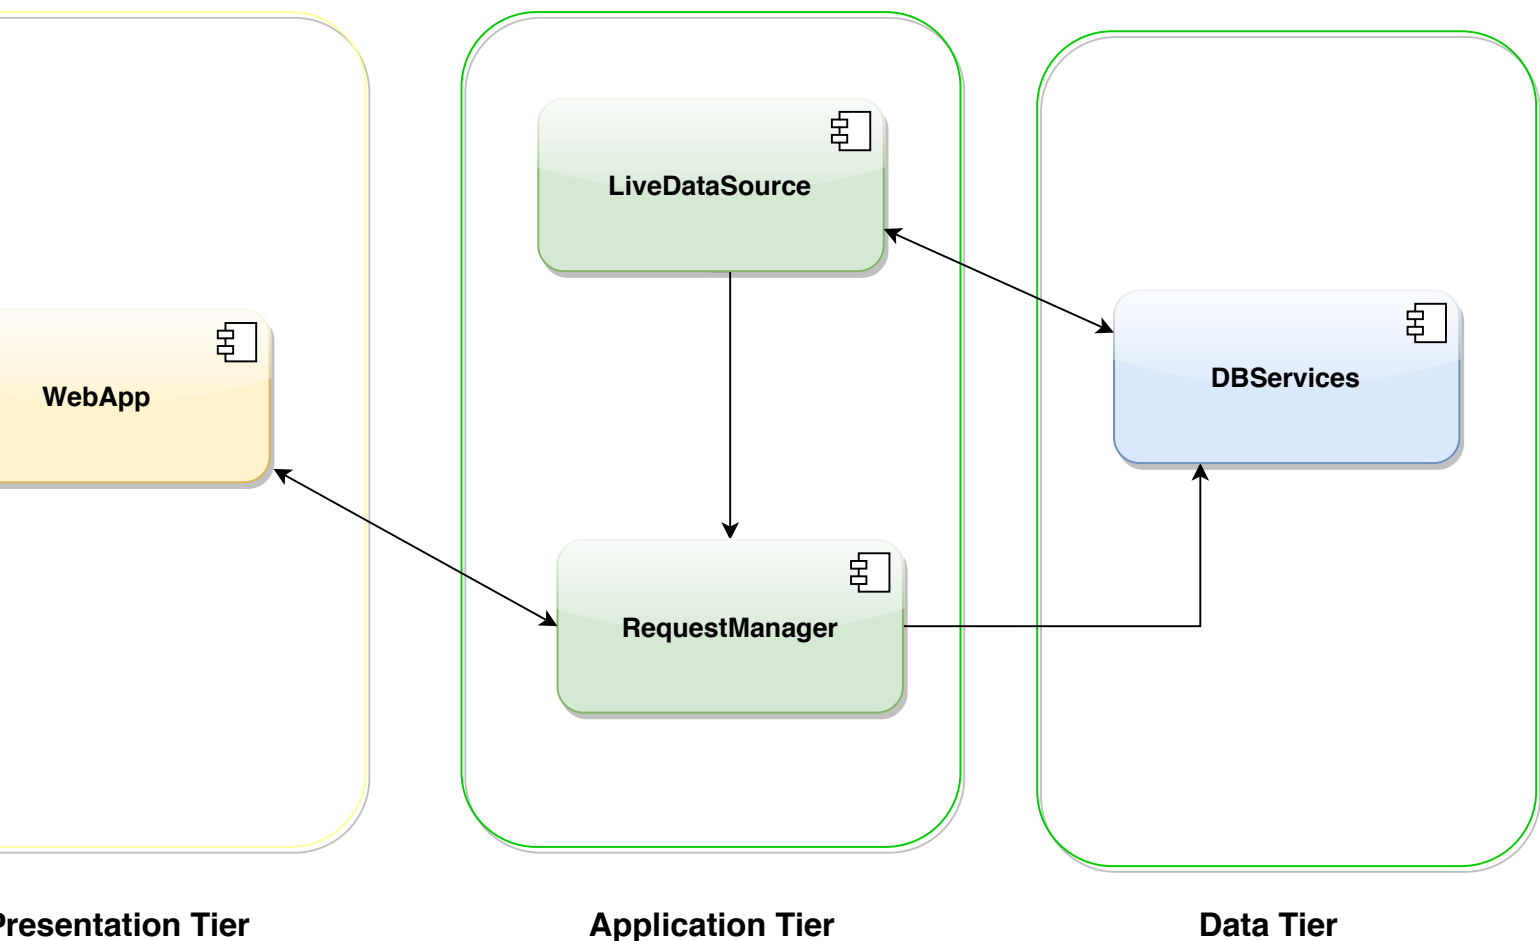 LiveDataSource
DBServices
WebApp
RequestManager
Presentation Tier
Application Tier
Data Tier